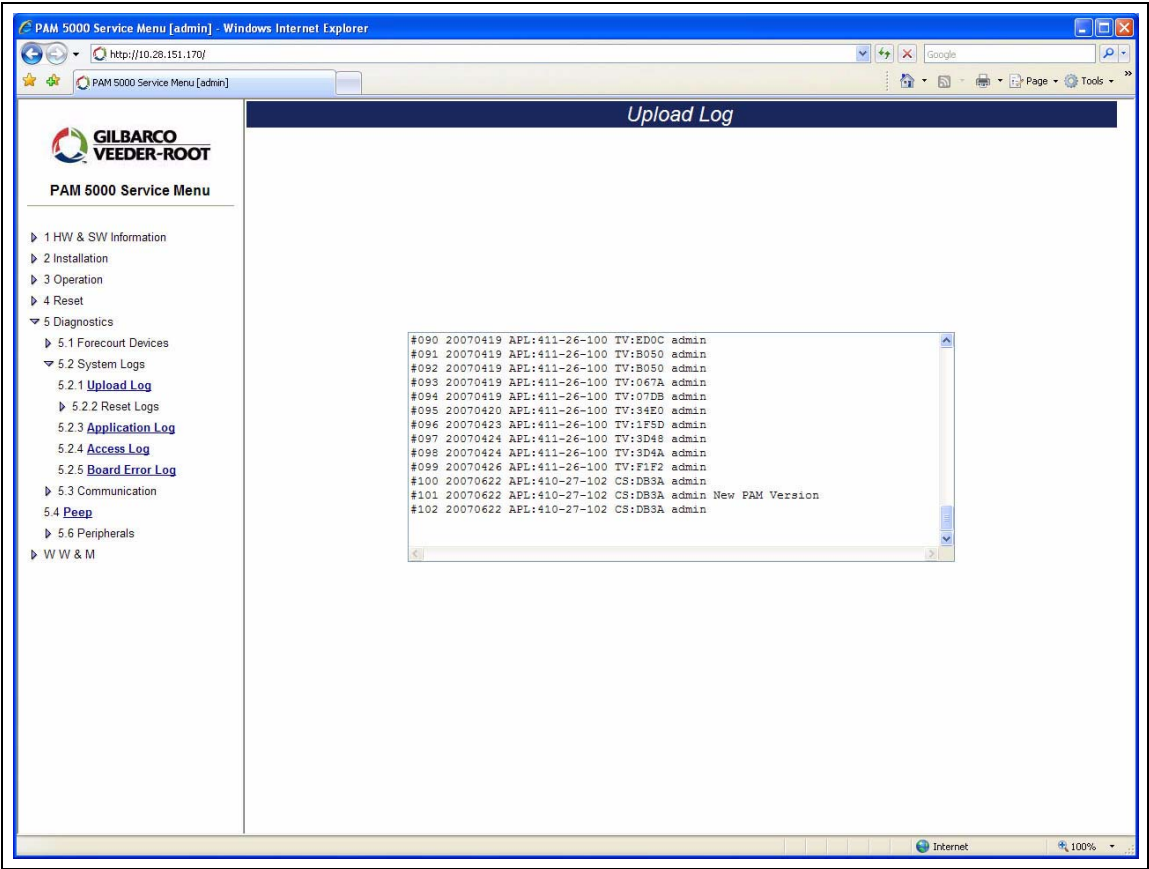 PAM 5000 Service Menu [admin] - Windows Internet Explorer
http://10.28.151.170/
Google
PAM 5000 Service Menu [admin]
Page
Tools
»
GILBARCO
VEEDER-ROOT
PAM 5000 Service Menu
1 HW & SW Information
2 Installation
3 Operation
4 Reset
5 Diagnostics
5.1 Forecourt Devices
5.2 System Logs
5.2.1 Upload Log
5.2.2 Reset Logs
5.2.3 Application Log
5.2.4 Access Log
5.2.5 Board Error Log
5.3 Communication
5.4 Peep
5.6 Peripherals
W W & M
Upload Log
#090 20070419 APL:411-26-100 TV:ED0C admin
#091 20070419 APL:411-26-100 TV:B050 admin
#092 20070419 APL:411-26-100 TV:B050 admin
#093 20070419 APL:411-26-100 TV:067A admin
#094 20070419 APL:411-26-100 TV:07DB admin
#095 20070420 APL:411-26-100 TV:34E0 admin
#096 20070423 APL:411-26-100 TV:1F5D admin
#097 20070424 APL:411-26-100 TV:3D48 admin
#098 20070424 APL:411-26-100 TV:3D4A admin
#099 20070426 APL:411-26-100 TV:F1F2 admin
#100 20070622 APL:410-27-102 CS:DB3A admin
#101 20070622 APL:410-27-102 CS:DB3A admin New PAM Version
#102 20070622 APL:410-27-102 CS:DB3A admin
Internet
100%